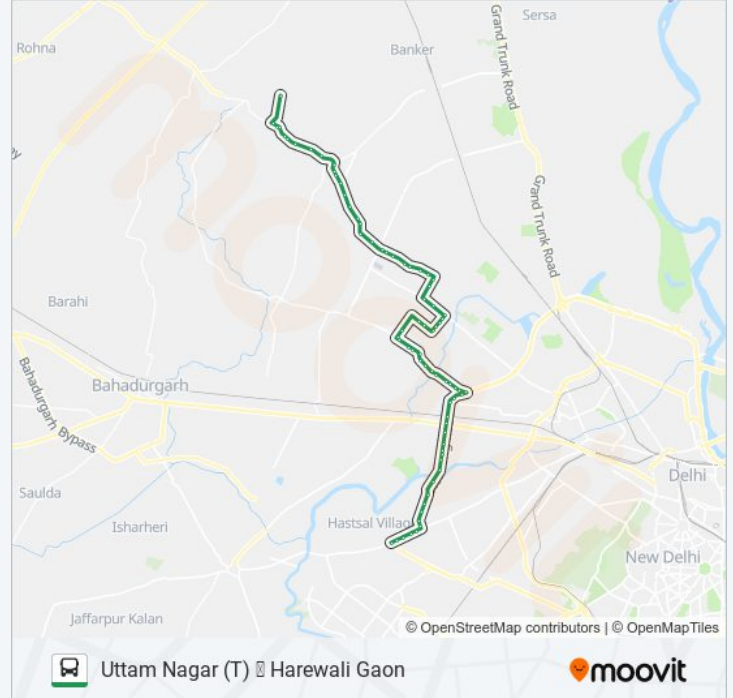 Sersa
Rohna
Banker
Grand Trunk Road
Grand Trunk Road
Barahi
Bahadurgarh
Bahadurgarh Bypass
Delhi
Saulda
Isharheri
Hastsal Villag
New Delhi
Jaffarpur Kalan
© OpenStreetMap contributors | © OpenMapTiles
Uttam Nagar (T) Harewali Gaon
moovit